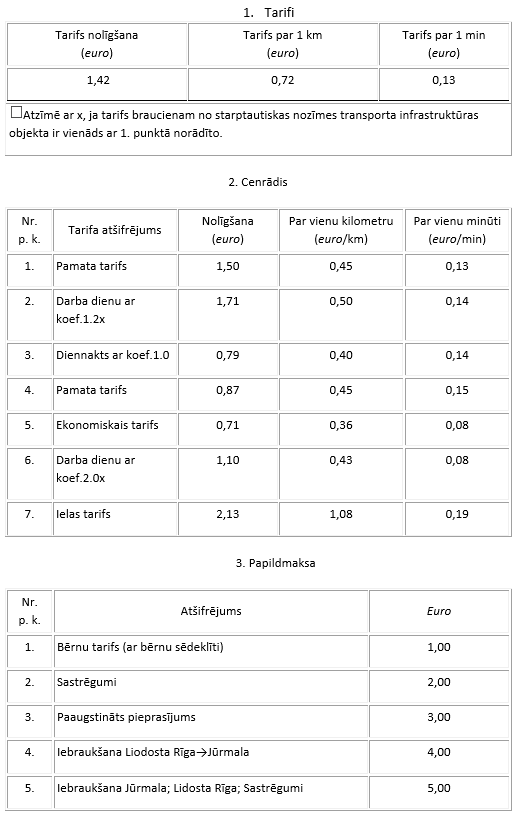 1. Tarifi
Tarifs nolīgšana
(euro)
Tarifs par 1 km
(euro)
Tarifs par 1 min
(euro)
1,42
0,72
0,13
☐Atzīmē ar x, ja tarifs braucienam no starptautiskas nozīmes transporta infrastruktūras
objekta ir vienāds ar 1. punktā norādīto.
2. Cenrādis
Nr.
p. k.
Tarifa atšifrējums
Nolīgšana
(euro)
Par vienu kilometru
(euro/km)
Par vienu minūti
(euro/min)
1. Pamata tarifs 1,50 0,45 0,13
2. Darba dienu ar
koef.1.2x
1,71 0,50 0,14
3. Diennakts ar koef.1.0 0,79 0,40 0,14
4. Pamata tarifs 0,87 0,45 0,15
5. Ekonomiskais tarifs 0,71 0,36 0,08
6. Darba dienu ar
koef.2.0x
1,10 0,43 0,08
7. Ielas tarifs 2,13 1,08 0,19
3. Papildmaksa
Nr.
p. k.
Atšifrējums
Euro
1. Bērnu tarifs (ar bērnu sēdeklīti) 1,00
2. Sastrēgumi 2,00
3. Paaugstināts pieprasījums 3,00
4. Iebraukšana Liodosta Rīga→Jūrmala 4,00
5. Iebraukšana Jūrmala; Lidosta Rīga; Sastrēgumi 5,00